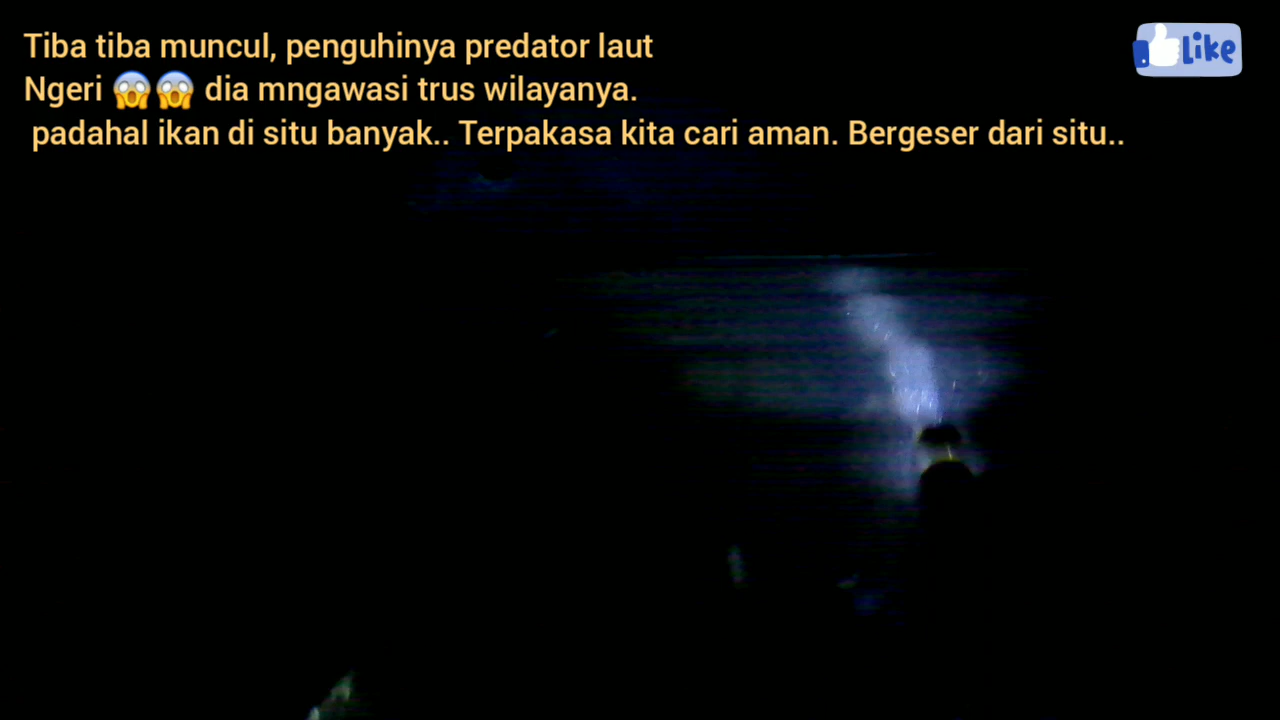 Tiba tiba muncul, penguhinya predator laut
Like
Ngeri 😱😱 dia mngawasi trus wilayanya.
padahal ikan di situ banyak.. Terpakasa kita cari aman. Bergeser dari situ..